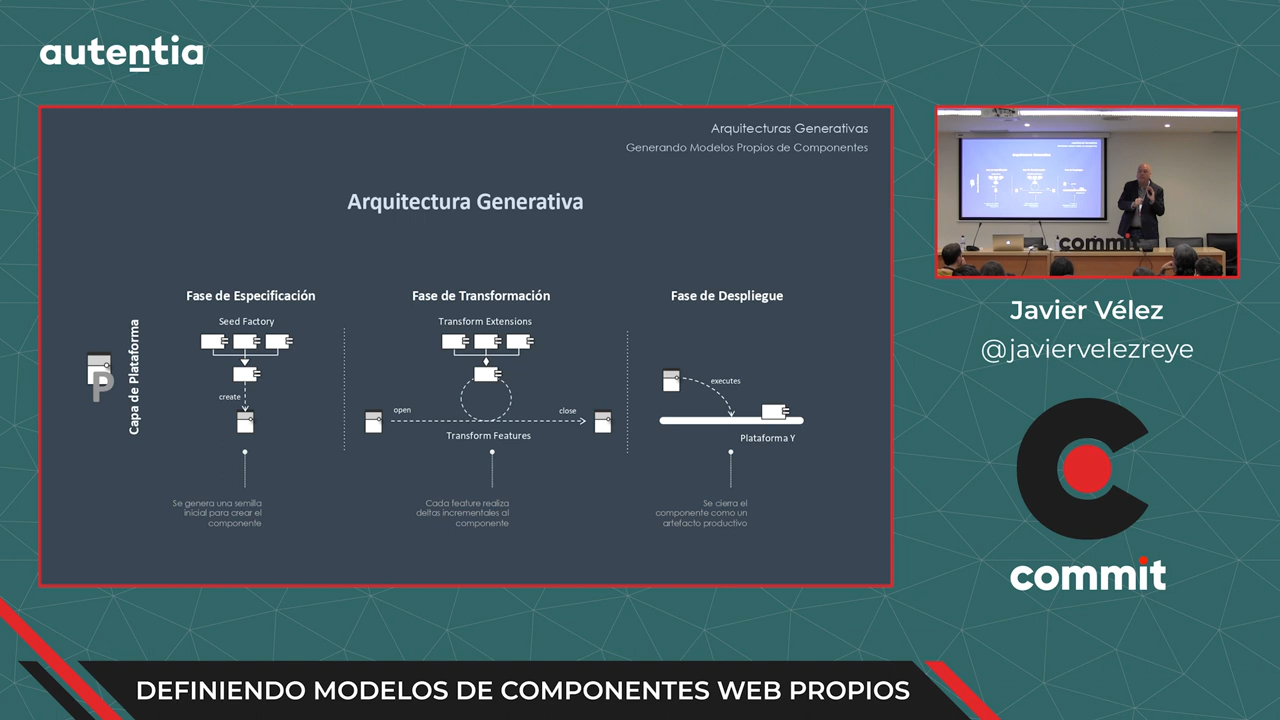 autentia
Arquitecturas Generativas
Generando Modelos Propios de Componentes
Arquitectura Generativa
Fase de Especificación
Fase de Transformación
Fase de Despliegue
Seed Factory
Transform Extensions
P
Capa de Plataforma
create
open
close
Transform Features
executes
Plataforma Y
Se genera una semilla
inicial para crear el
componente
Cada feature realiza
deltas incrementales al
componente
Se cierra el
componente como un
artefacto productivo
commit
Javier Vélez
@javiervelezreye
commit
DEFINIENDO MODELOS DE COMPONENTES WEB PROPIOS